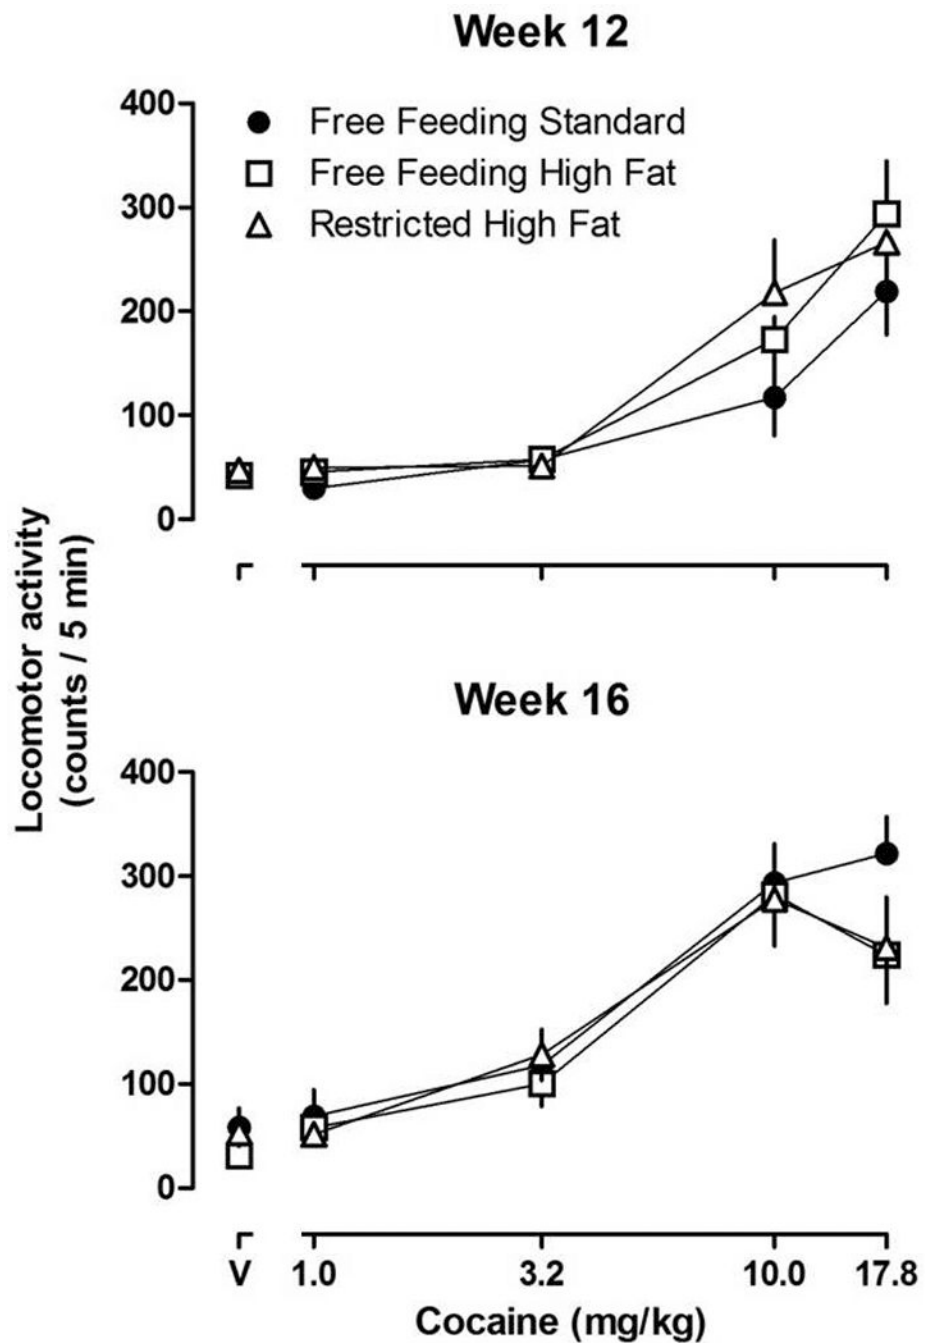 Week 12
400
Free Feeding Standard
Free Feeding High Fat
300
Restricted High Fat
200
100
0
Locomotor activity
(counts / 5 min)
Week 16
400
300
200
100
0
V 1.0 3.2 10.0 17.8
Cocaine (mg/kg)